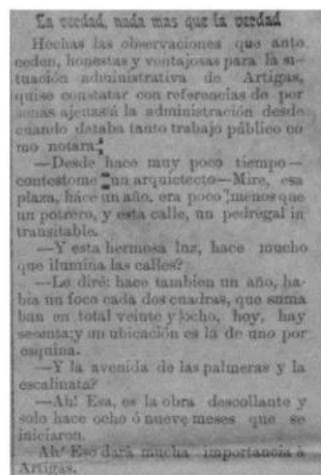 La verdad, nada mas que la verdad
Hechas las observaciones que ante
ceden, honestas y ventajosas para la si-
tuación administrativa de Artigas,
quise constatar con referencias de per
sonas ajenas á la administración desde
cuando databa tanto trabajo público co
mo notara:
—Desde hace muy poco tiempo—
contestome un arquictecto—Mire, esa
plaza, háce un año, era poco menos que
un potrero, y esta calle, un pedregal in
transitable.
—Y esta hermosa luz, hace mucho
que ilumina las calles?
—Le diré: hace tambien un año, ha-
bia un foco cada dos cuadras, que suma
ban en total veinte y ocho, hoy, hay
sesenta y un ubicación es la de uno por
esquina.
—Y la avenida de las palmeras y la
escalinata?
—Ah! Esa, es la obra descollante y
solo hace ocho ó nueve meses que se
iniciaron.
Ah! Eso dará mucha importancia á
Artigas.